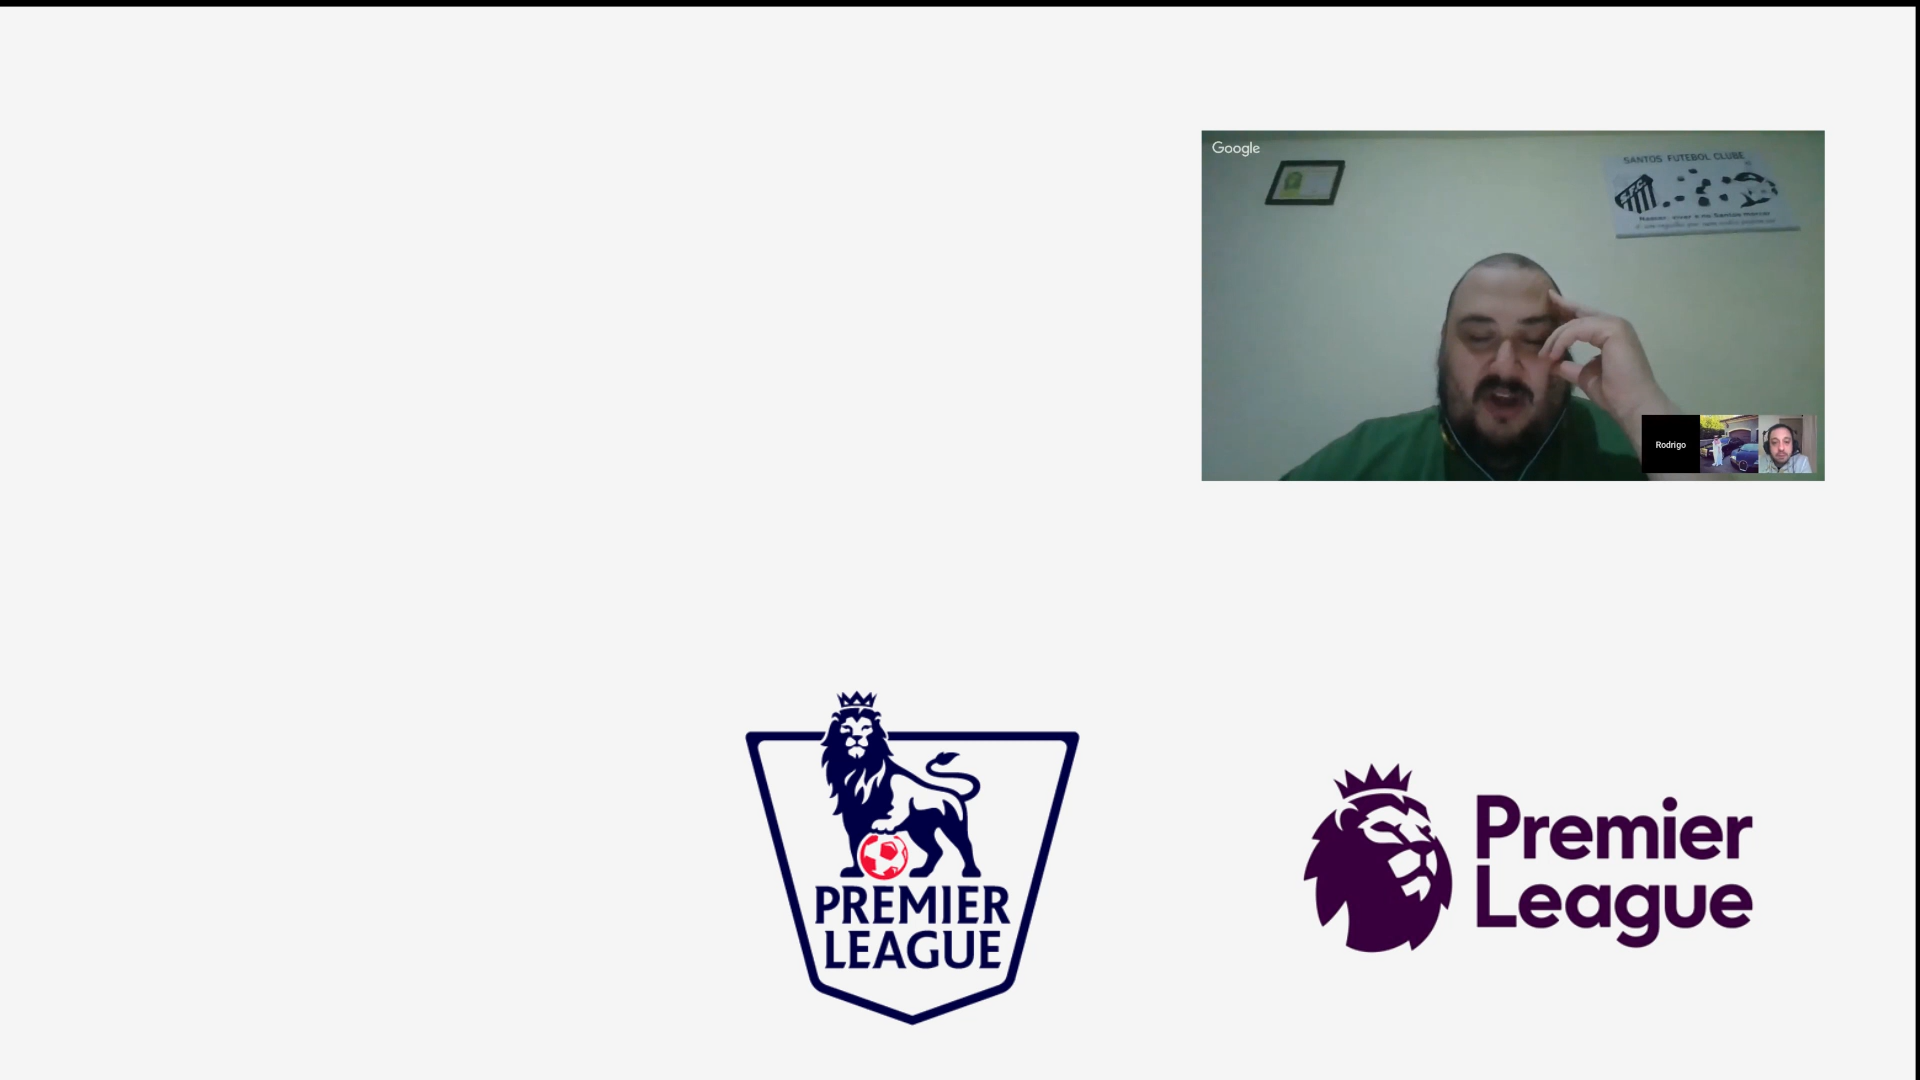 Google
SANTOS FUTEBOL CLUBE
S.F.C.
Rodrigo
PREMIER
LEAGUE
Premier
League